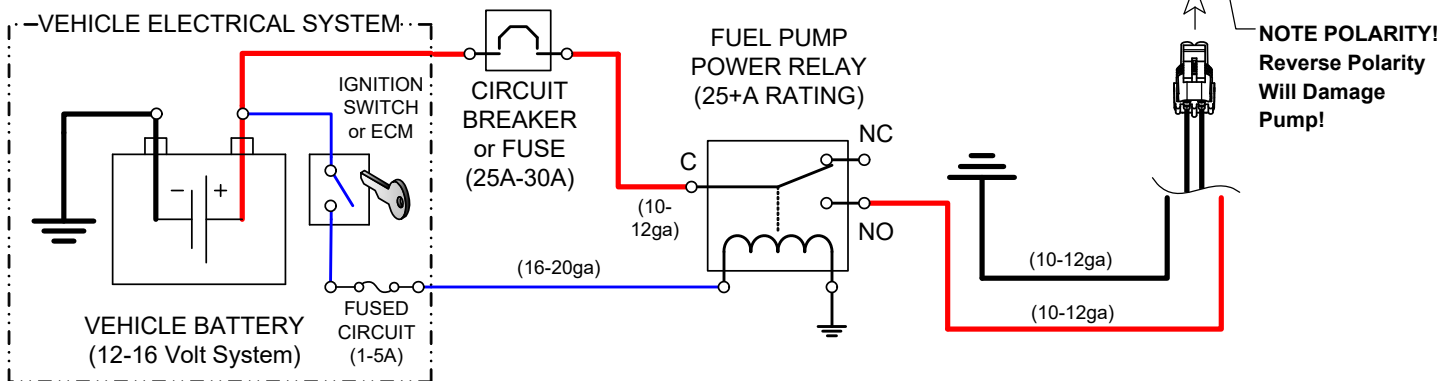 VEHICLE ELECTRICAL SYSTEM
NOTE POLARITY!
Reverse Polarity
Will Damage
Pump!
FUEL PUMP
POWER RELAY
(25+A RATING)
IGNITION
SWITCH
or ECM
CIRCUIT
BREAKER
or FUSE
(25A-30A)
NC
C
- +
(10-
12ga)
NO
(16-20ga)
(10-12ga)
(10-12ga)
FUSED
CIRCUIT
(1-5A)
VEHICLE BATTERY
(12-16 Volt System)